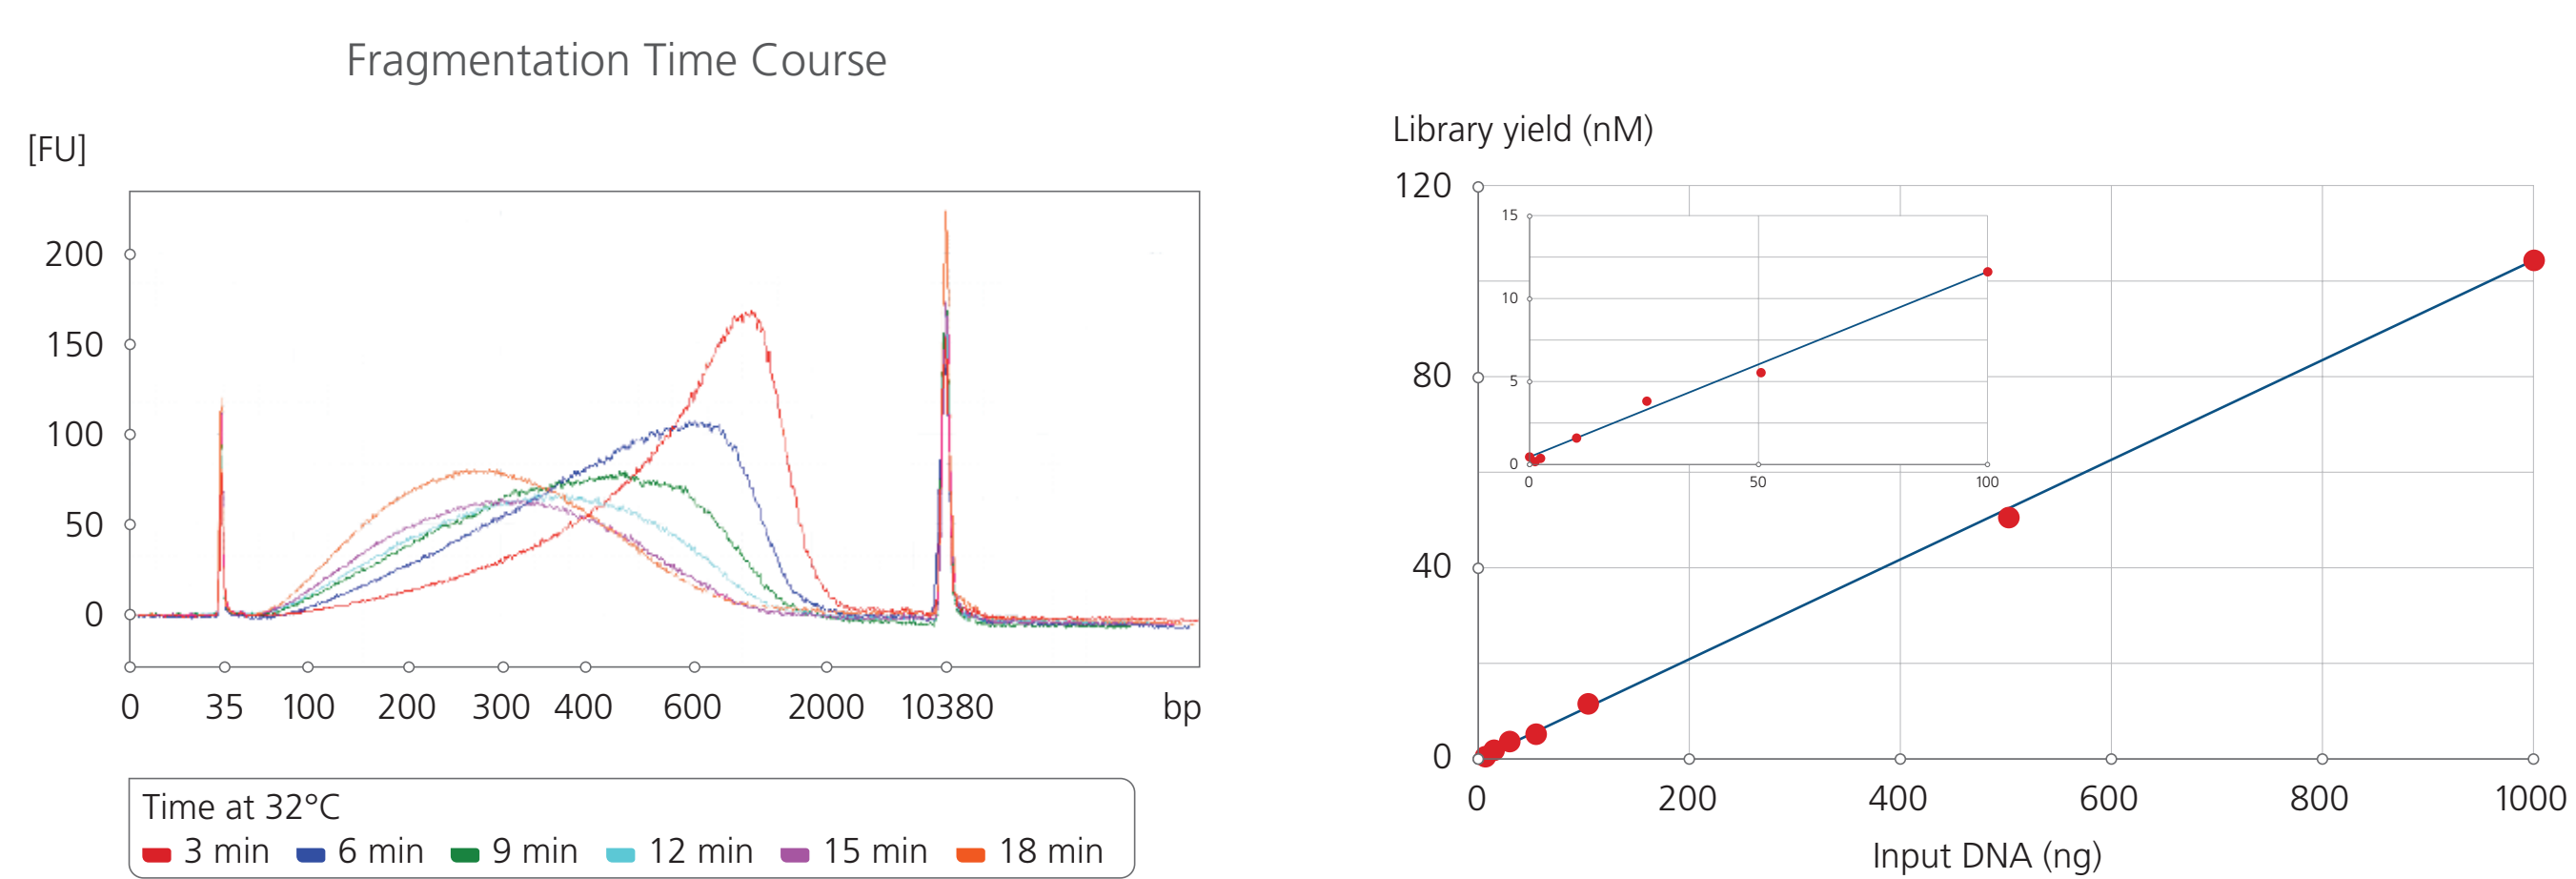 Fragmentation Time Course
[FU]
200
150
100
50
0
0 35 100 200 300 400 600 2000 10380 bp
Time at 32°C
3 min 6 min 9 min 12 min 15 min 18 min
Library yield (nM)
120
80
40
0
15
10
5
0
0 50 100
0 200 400 600 800 1000
Input DNA (ng)